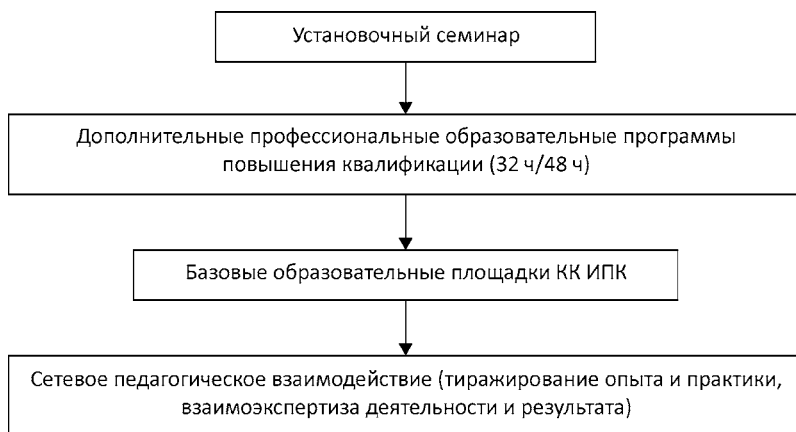 Установочный семинар
Дополнительные профессиональные образовательные программы
повышения квалификации (32 ч/48 ч)
Базовые образовательные площадки КК ИПК
Сетевое педагогическое взаимодействие (тиражирование опыта и практики,
взаимоэкспертиза деятельности и результата)